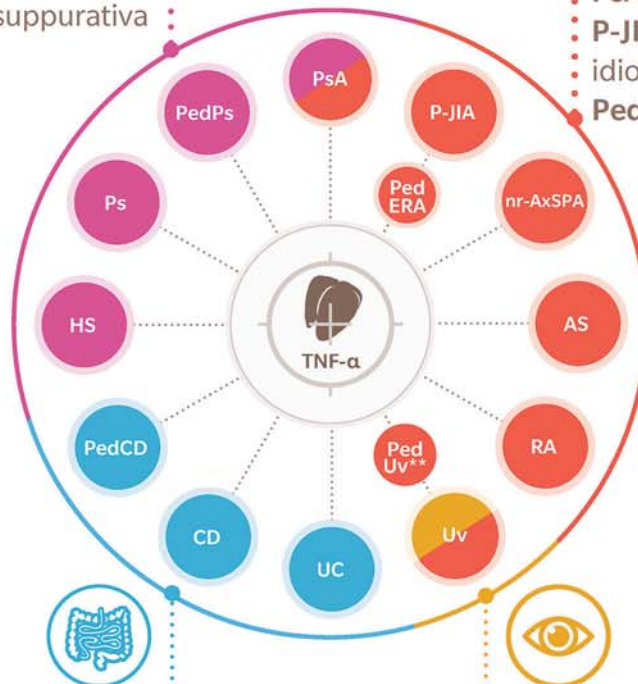 suppurativa
P-JI
idio
Ped
PsA
PedPs
P-JIA
Ped
ERA
Ps
nr-AxSPA
HS
TNF-α
AS
PedCD
Ped
Uv**
RA
CD
UC
Uv